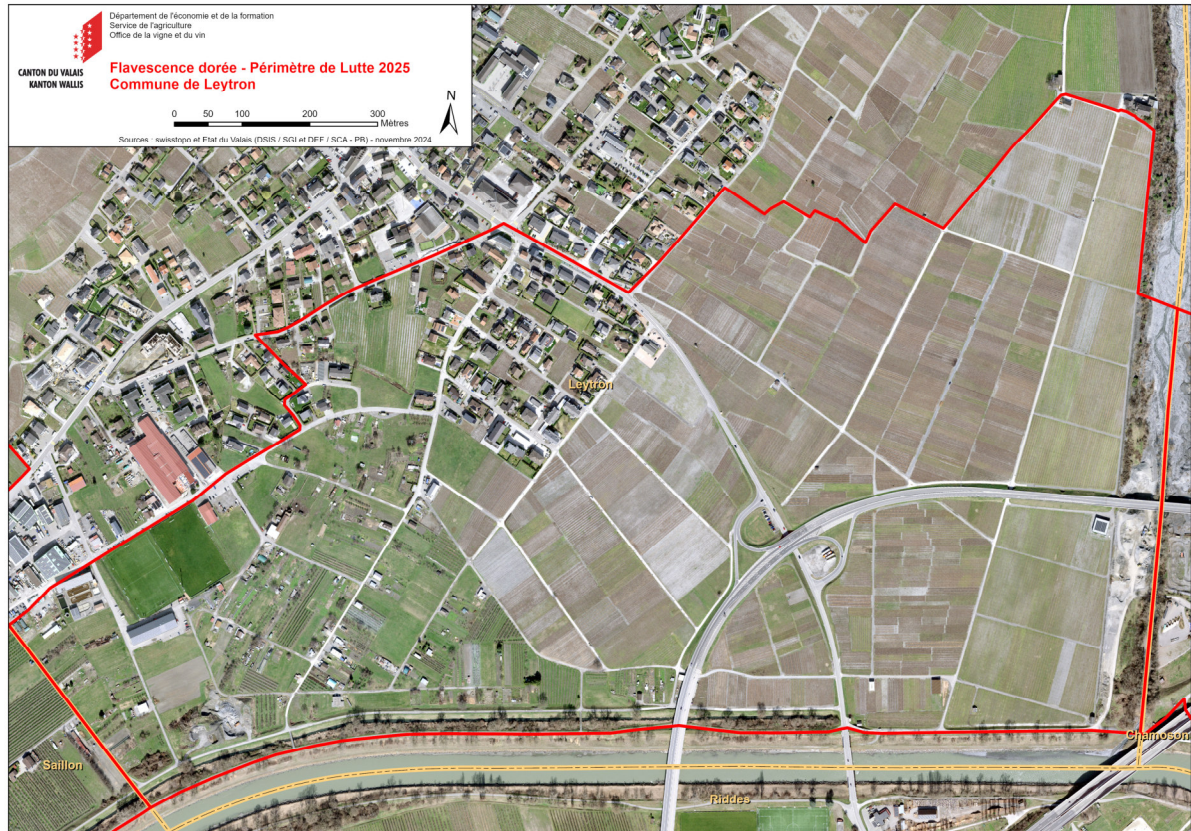 Département de l'économie et de la formation
Service de l'agriculture
Office de la vigne et du vin
CANTON DU VALAIS
KANTON WALLIS
Flavescence dorée - Périmètre de Lutte 2025
Commune de Leytron
N
0 50 100 200 300
Mètres
Sources : swisstopo et Etat du Valais (DSIS / SGI et DEF / SCA - PB) - novembre 2024
Leytron
Saillon
Chamoson
Riddes